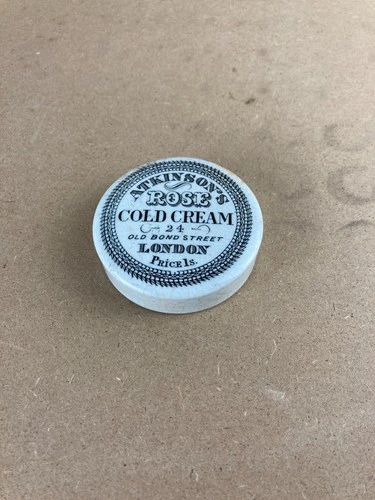 ATKINSON'S
ROSE
COLD CREAM
24
OLD BOND STREET
LONDON
PRICE 1s.